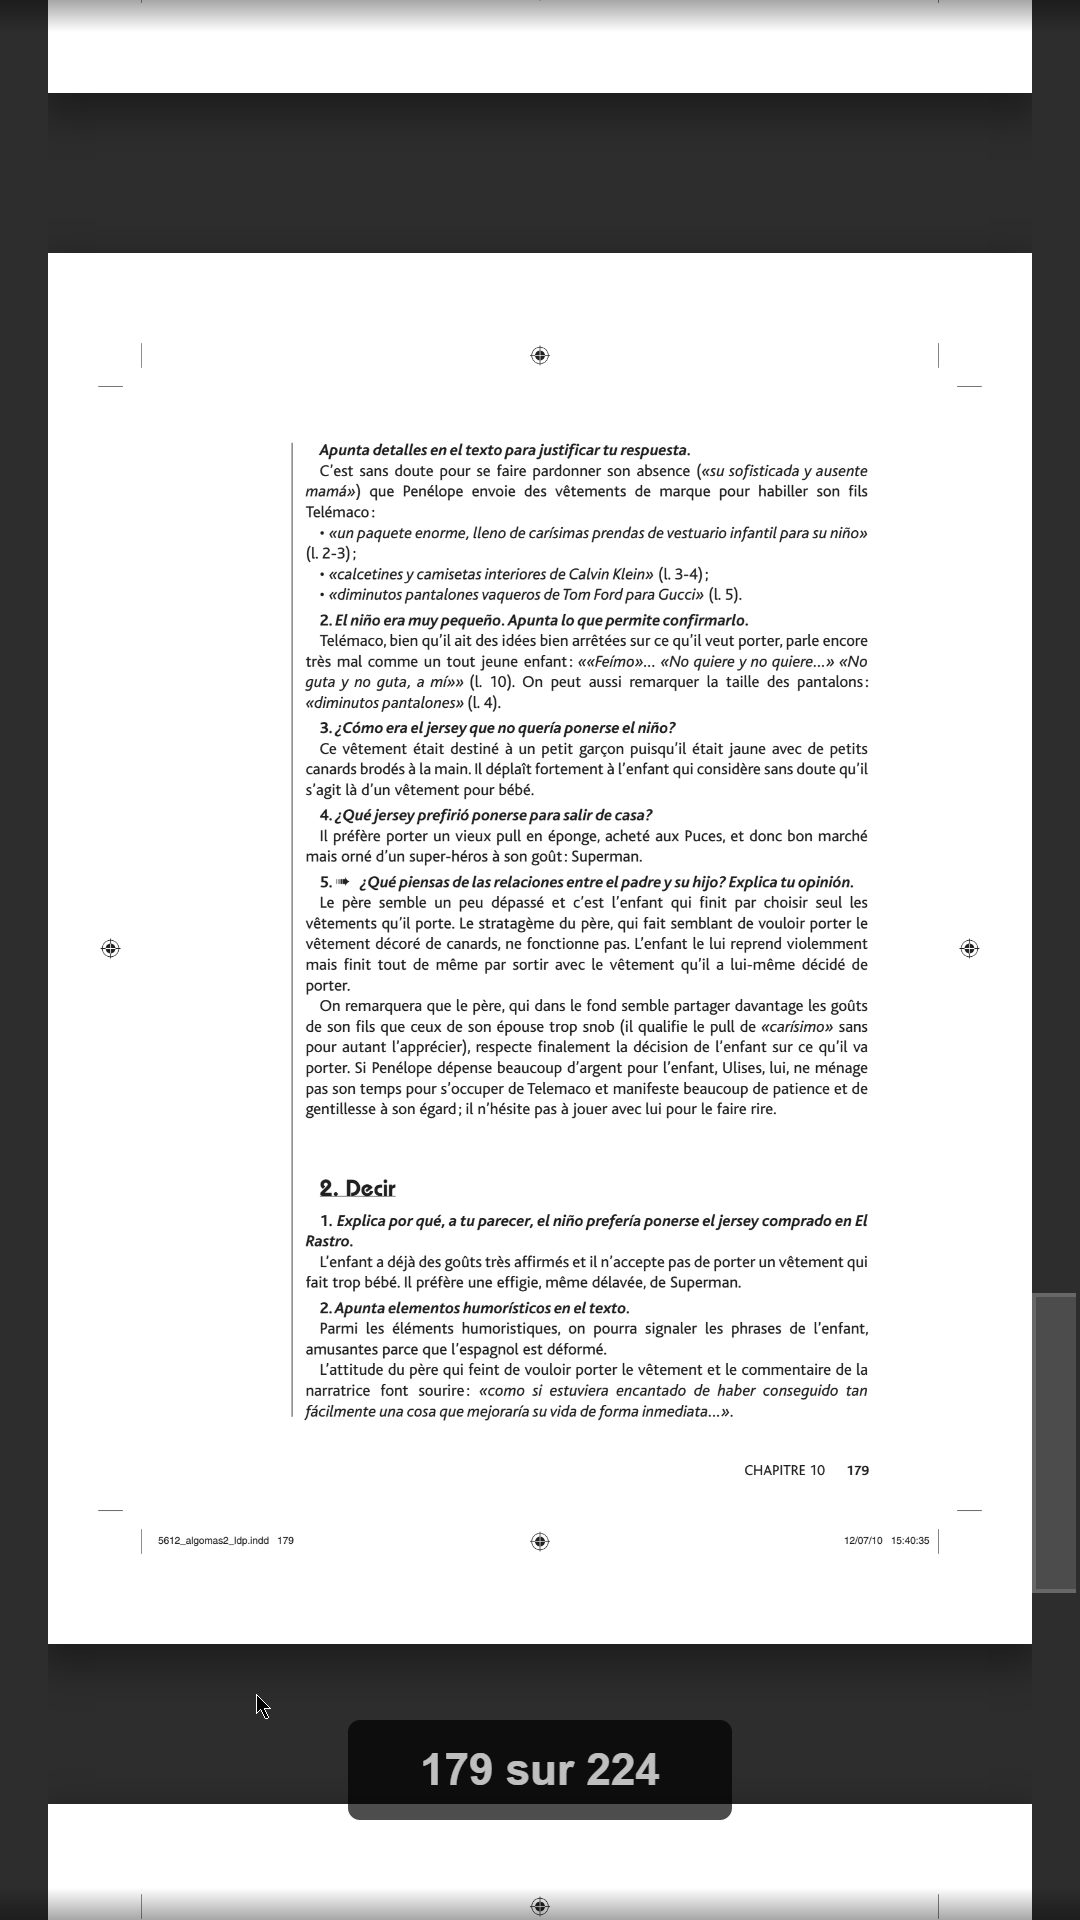 Apunta detalles en el texto para justificar tu respuesta.
C’est sans doute pour se faire pardonner son absence («su sofisticada y ausente
mamá») que Penélope envoie des vêtements de marque pour habiller son fils
Telémaco :
• «un paquete enorme, lleno de carísimas prendas de vestuario infantil para su niño»
(l. 2-3) ;
• «calcetines y camisetas interiores de Calvin Klein» (l. 3-4) ;
• «diminutos pantalones vaqueros de Tom Ford para Gucci» (l. 5).
2. El niño era muy pequeño. Apunta lo que permite confirmarlo.
Telémaco, bien qu’il ait des idées bien arrêtées sur ce qu’il veut porter, parle encore
très mal comme un tout jeune enfant : ««Feímo»... «No quiere y no quiere...» «No
guta y no guta, a mí»» (l. 10). On peut aussi remarquer la taille des pantalons :
«diminutos pantalones» (l. 4).
3. ¿Cómo era el jersey que no quería ponerse el niño?
Ce vêtement était destiné à un petit garçon puisqu’il était jaune avec de petits
canards brodés à la main. Il déplaît fortement à l’enfant qui considère sans doute qu’il
s’agit là d’un vêtement pour bébé.
4. ¿Qué jersey prefirió ponerse para salir de casa?
Il préfère porter un vieux pull en éponge, acheté aux Puces, et donc bon marché
mais orné d’un super-héros à son goût : Superman.
5. ➠ ¿Qué piensas de las relaciones entre el padre y su hijo? Explica tu opinión.
Le père semble un peu dépassé et c’est l’enfant qui finit par choisir seul les
vêtements qu’il porte. Le stratagème du père, qui fait semblant de vouloir porter le
vêtement décoré de canards, ne fonctionne pas. L’enfant le lui reprend violemment
mais finit tout de même par sortir avec le vêtement qu’il a lui-même décidé de
porter.
On remarquera que le père, qui dans le fond semble partager davantage les goûts
de son fils que ceux de son épouse trop snob (il qualifie le pull de «carísimo» sans
pour autant l’apprécier), respecte finalement la décision de l’enfant sur ce qu’il va
porter. Si Penélope dépense beaucoup d’argent pour l’enfant, Ulises, lui, ne ménage
pas son temps pour s’occuper de Telemaco et manifeste beaucoup de patience et de
gentillesse à son égard ; il n’hésite pas à jouer avec lui pour le faire rire.
2. Decir
1. Explica por qué, a tu parecer, el niño prefería ponerse el jersey comprado en El
Rastro.
L’enfant a déjà des goûts très affirmés et il n’accepte pas de porter un vêtement qui
fait trop bébé. Il préfère une effigie, même délavée, de Superman.
2. Apunta elementos humorísticos en el texto.
Parmi les éléments humoristiques, on pourra signaler les phrases de l’enfant,
amusantes parce que l’espagnol est déformé.
L’attitude du père qui feint de vouloir porter le vêtement et le commentaire de la
narratrice font sourire : «como si estuviera encantado de haber conseguido tan
fácilmente una cosa que mejoraría su vida de forma inmediata...».
CHAPITRE 10 179
5612_algomas2_ldp.indd 179 12/07/10 15:40:35
179 sur 224